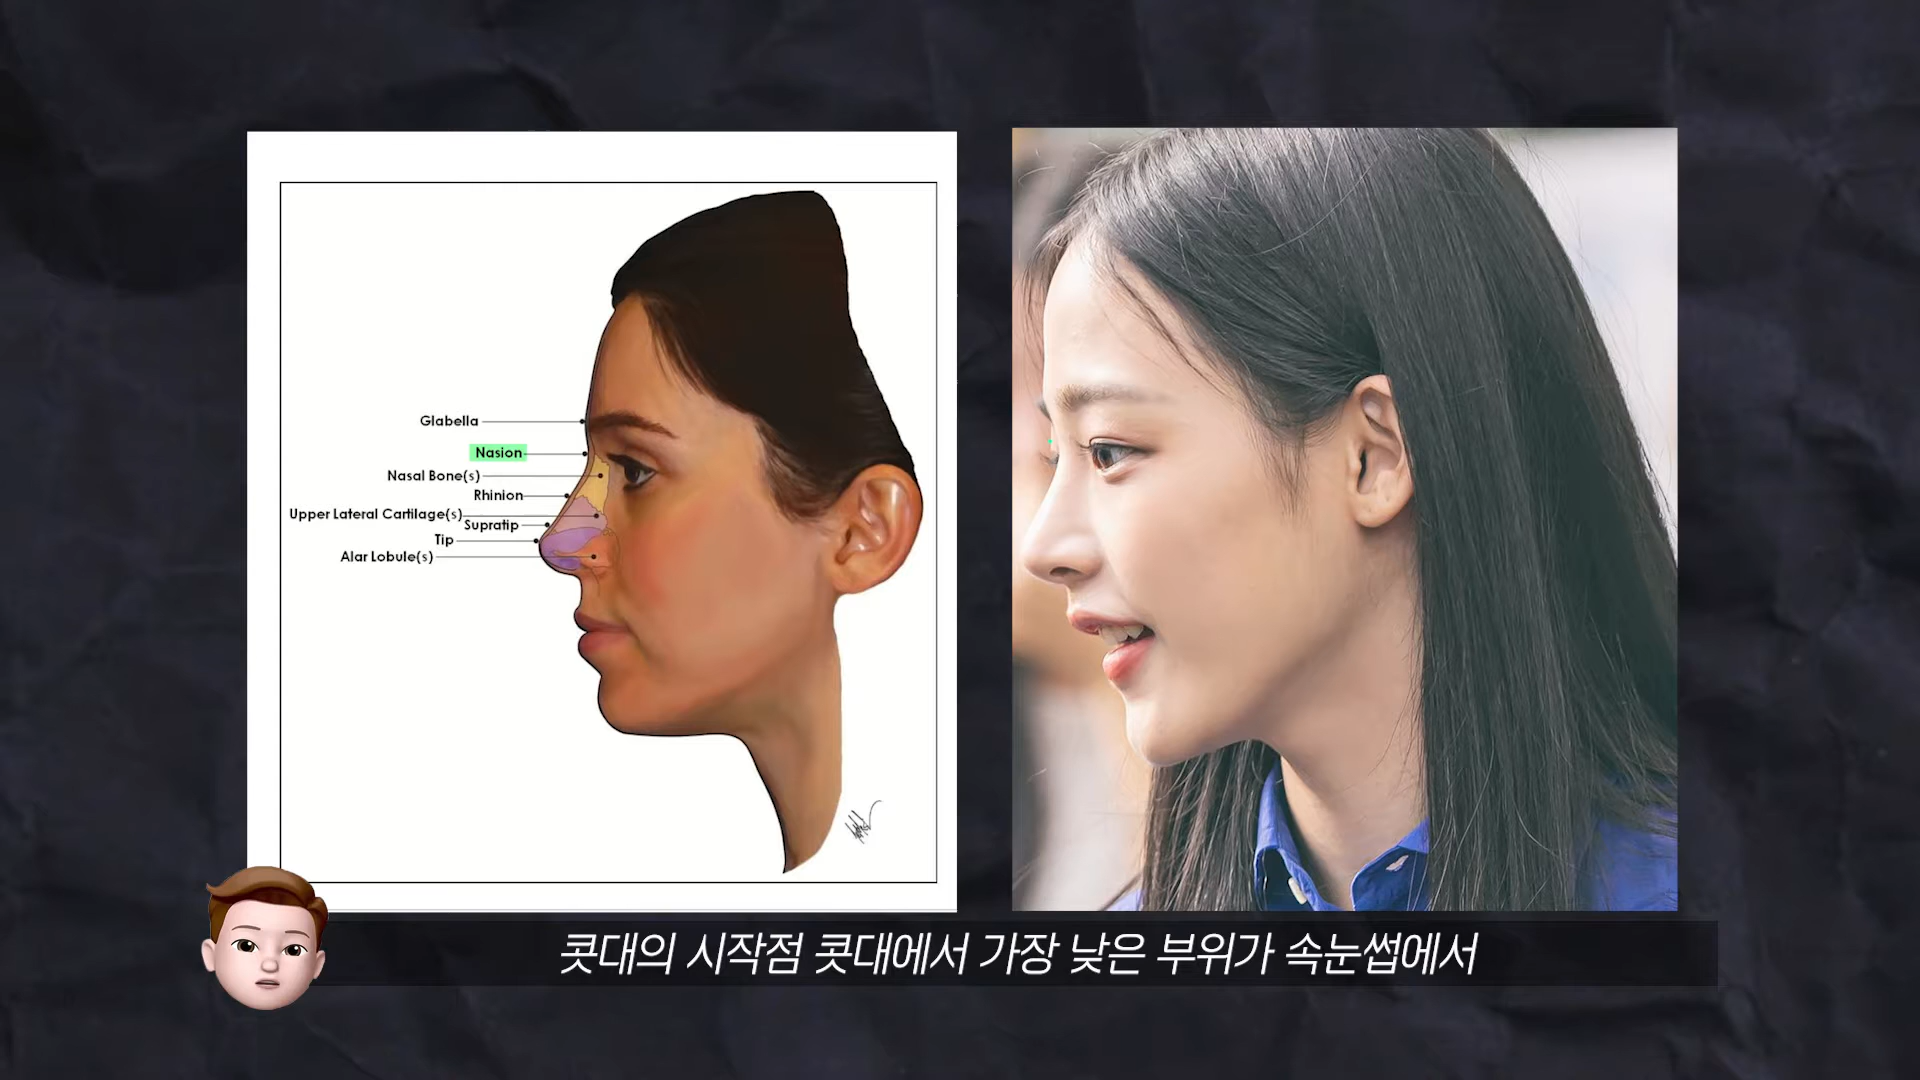 Glabella
Nasion
Nasal Bone(s)
Rhinion
Upper Lateral Cartilage(s)
Supratip
Tip
Alar Lobule(s)
콧대의 시작점 콧대에서 가장 낮은 부위가 속눈썹에서